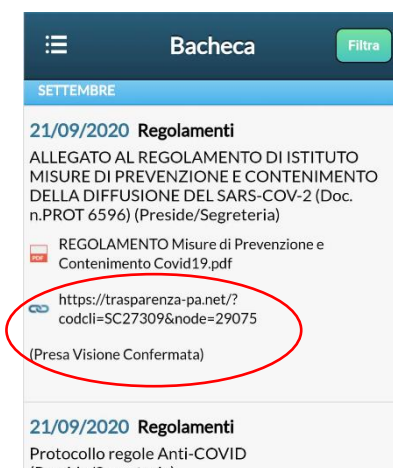 Bacheca
Filtra
SETTEMBRE
21/09/2020 Regolamenti
ALLEGATO AL REGOLAMENTO DI ISTITUTO
MISURE DI PREVENZIONE E CONTENIMENTO
DELLA DIFFUSIONE DEL SARS-COV-2 (Doc.
n.PROT 6596) (Preside/Segreteria)
PDF
REGOLAMENTO Misure di Prevenzione e
Contenimento Covid19.pdf
https://trasparenza-pa.net/?
codcli=SC27309&node=29075
(Presa Visione Confermata)
21/09/2020 Regolamenti
Protocollo regole Anti-COVID